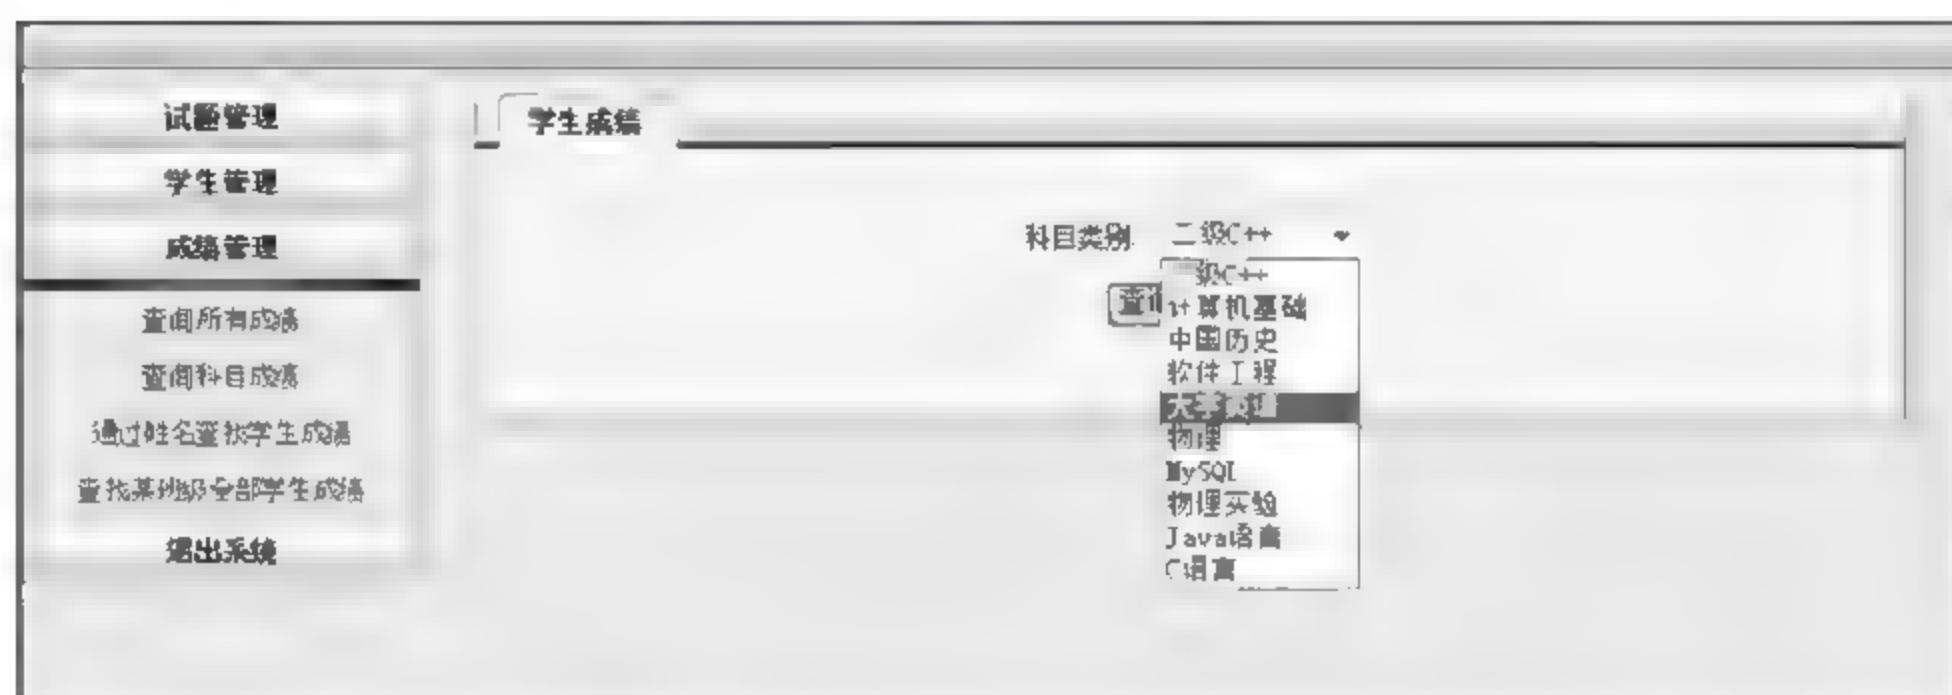 试题管理
学生管理
成绩管理
查询所有成绩
查询科目成绩
通过姓名查找学生成绩
查找某班级全部学生成绩
退出系统
学生成绩
科目类别 二级C++
二级C++
查
计算机基础
中国历史
软件工程
大学英语
物理
MySQL
物理实验
Java语言
C语言